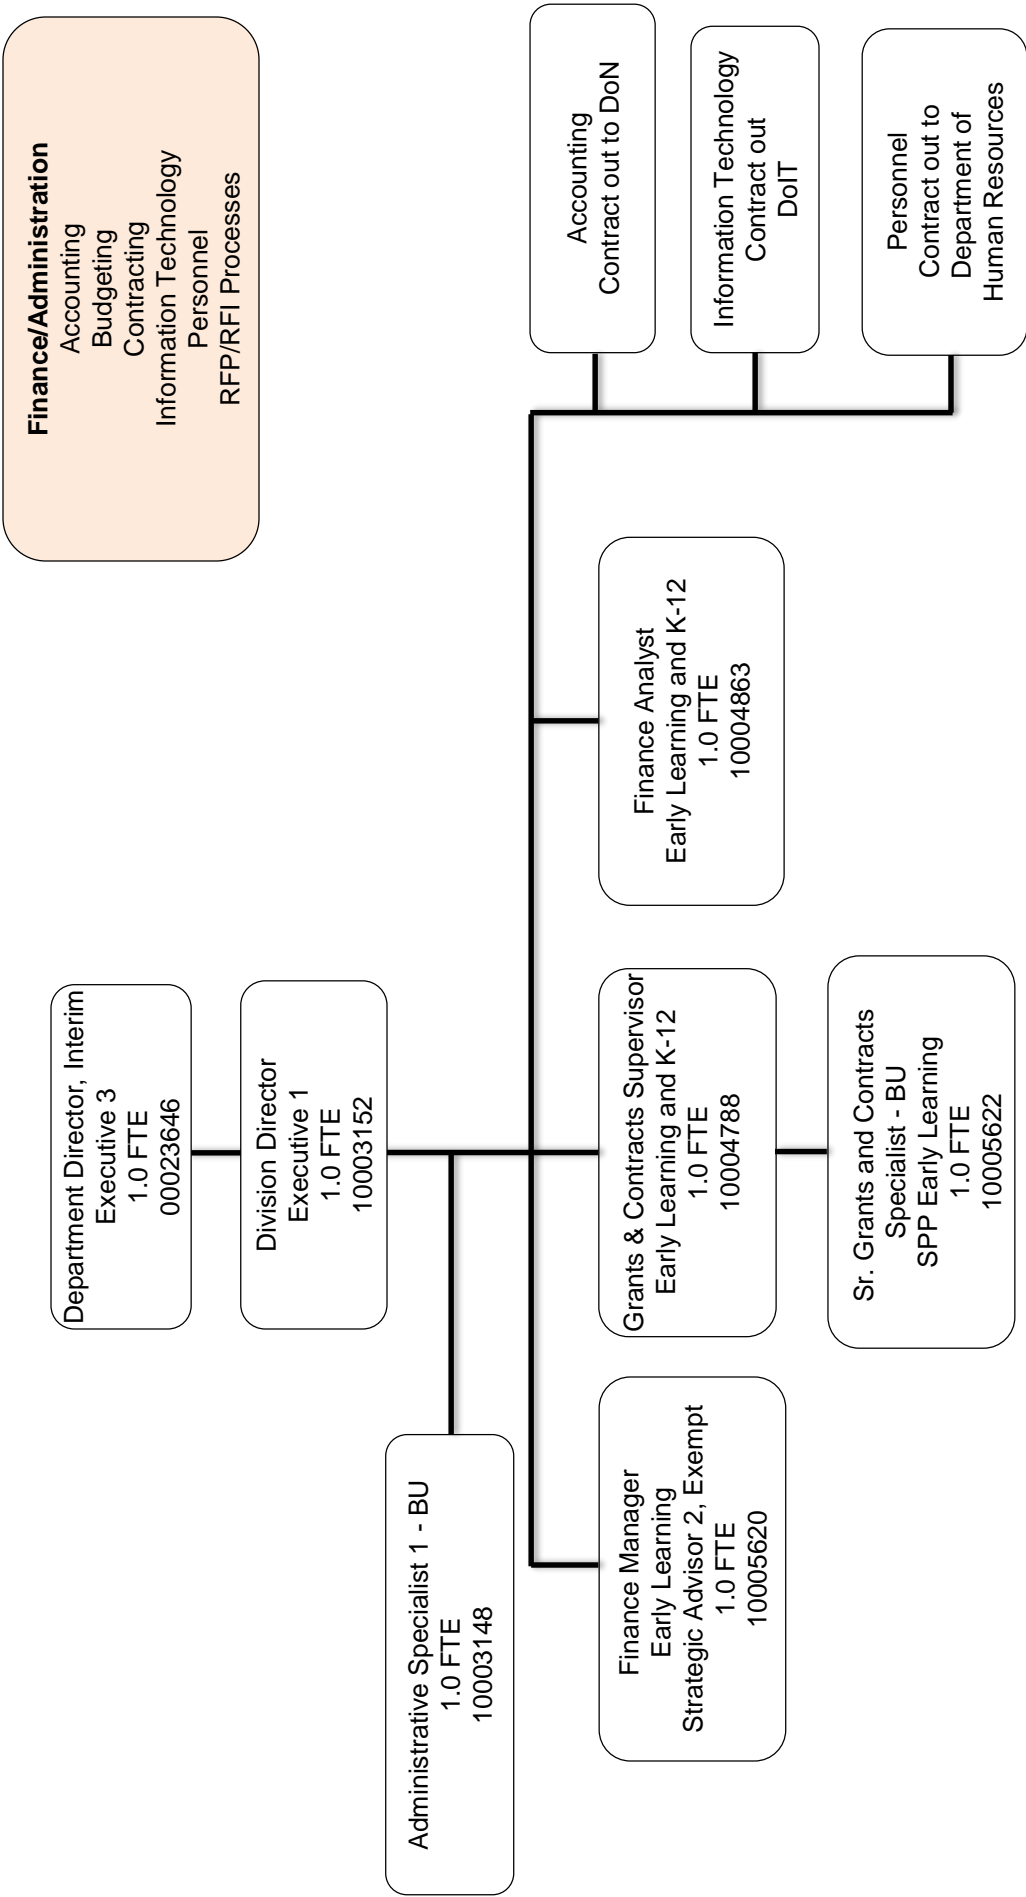 Finance/Administration
Accounting
Budgeting
Contracting
Information Technology
Personnel
RFP/RFI Processes
Department Director, Interim
Executive 3
1.0 FTE
00023646
Division Director
Executive 1
1.0 FTE
10003152
Administrative Specialist 1 - BU
1.0 FTE
10003148
Finance Manager
Early Learning
Strategic Advisor 2, Exempt
1.0 FTE
10005620
Grants & Contracts Supervisor
Early Learning and K-12
1.0 FTE
10004788
Sr. Grants and Contracts
Specialist - BU
SPP Early Learning
1.0 FTE
10005622
Finance Analyst
Early Learning and K-12
1.0 FTE
10004863
Accounting
Contract out to DoN
Information Technology
Contract out
DoIT
Personnel
Contract out to
Department of
Human Resources